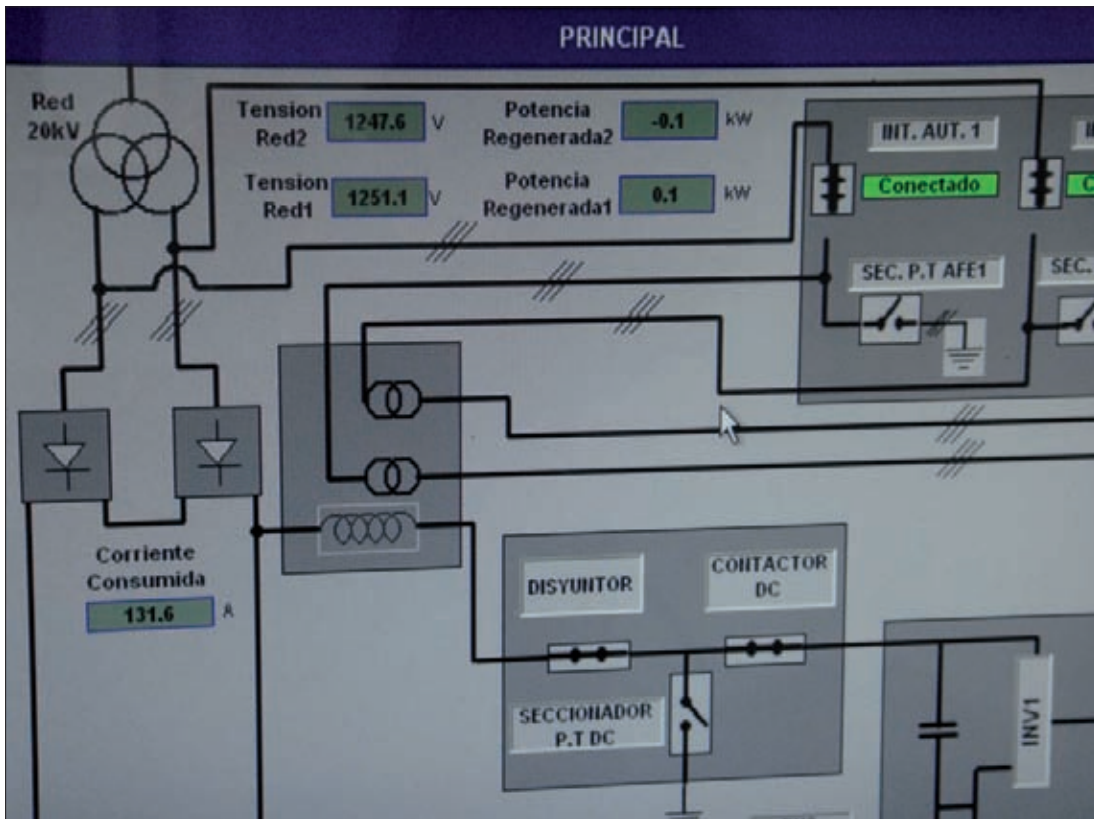 PRINCIPAL
Red
20kV
Tension
Red2
1247.6 V
Potencia
Regenerada2
-0.1 kW
Tension
Red1
1251.1 V
Potencia
Regenerada1
0.1 kW
INT. AUT. 1
Conectado
SEC. P.T AFE1
SEC.
Corriente
Consumida
131.6 A
DISYUNTOR
CONTACTOR
DC
SECCIONADOR
P.T DC
INV1